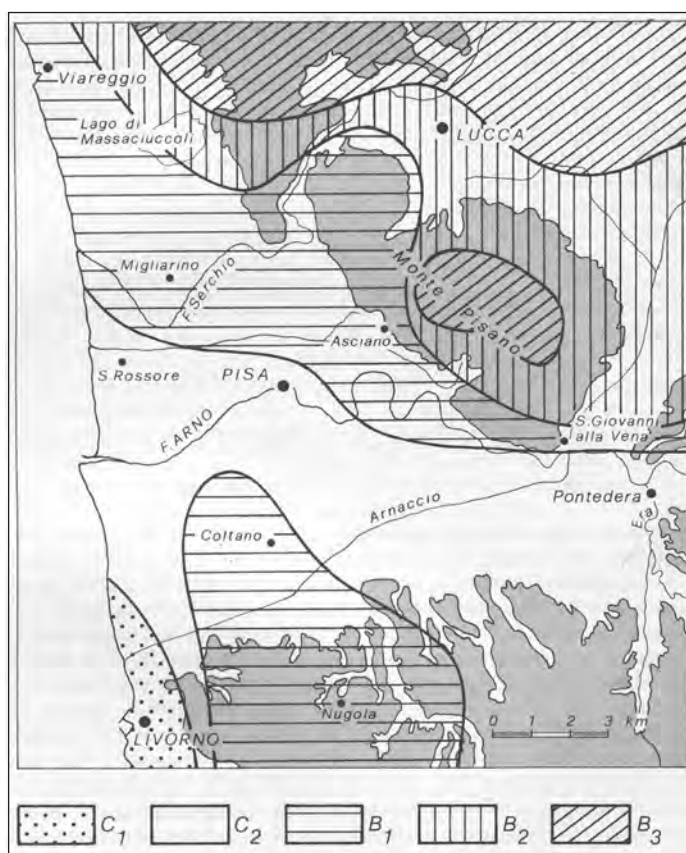 Viareggio
Lago di
Massaciuccoli
LUCCA
Migliarino
F. Serchio
Monte Pisano
Asciano
S. Rossore
PISA
F. ARNO
S. Giovanni
alla Vena
Pontedera
Arnaccio
Era
Coltano
Nugola
0 1 2 3 km
LIVORNO
C1 C2 B1 B2 B3